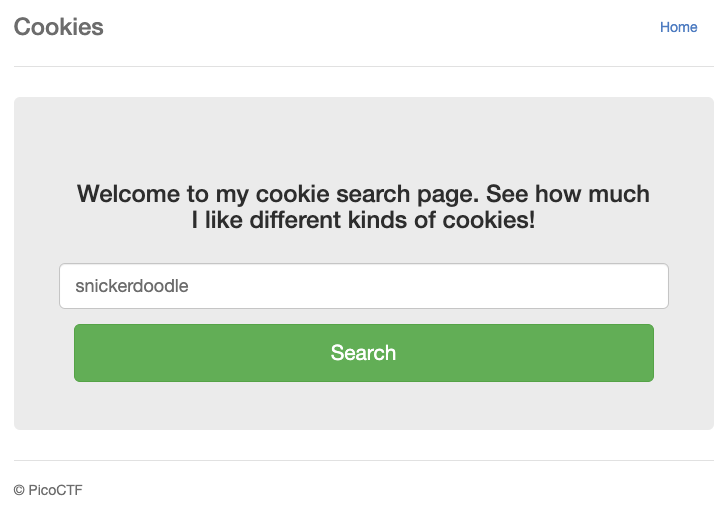 Cookies
Home
Welcome to my cookie search page. See how much
I like different kinds of cookies!
snickerdoodle
Search
© PicoCTF